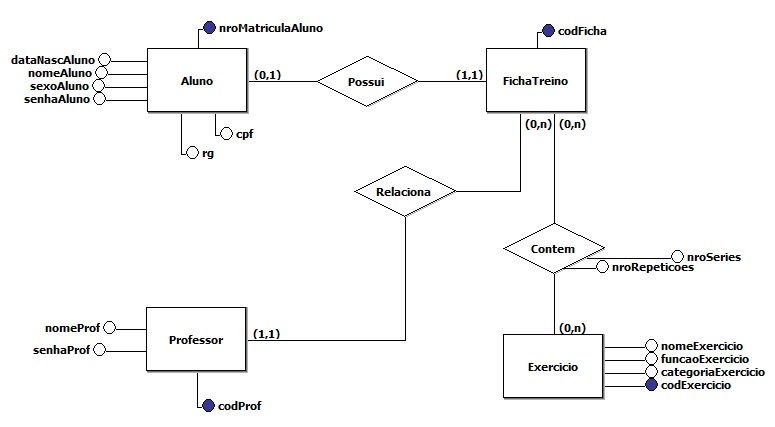 nroMatriculaAluno
codFicha
dataNascAluno
nomeAluno
sexoAluno
senhaAluno
Aluno
(0,1)
Possui
(1,1)
FichaTreino
cpf
rg
(0,n)
(0,n)
Relaciona
Contem
nroSeries
nroRepeticoes
nomeProf
senhaProf
Professor
(1,1)
codProf
(0,n)
Exercicio
nomeExercicio
funcaoExercicio
categoriaExercicio
codExercicio